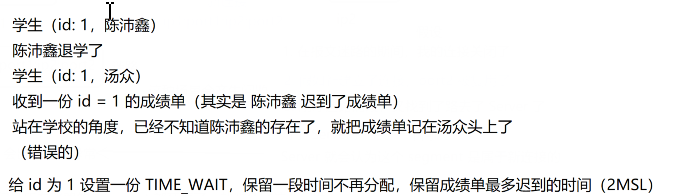 学生（id: 1，陈沛鑫）
陈沛鑫退学了
学生（id: 1，汤众）
收到一份 id = 1 的成绩单（其实是 陈沛鑫 迟到了成绩单）
站在学校的角度，已经不知道陈沛鑫的存在了，就把成绩单记在汤众头上了
（错误的）
给 id 为 1 设置一份 TIME_WAIT，保留一段时间不再分配，保留成绩单最多迟到的时间（2MSL）